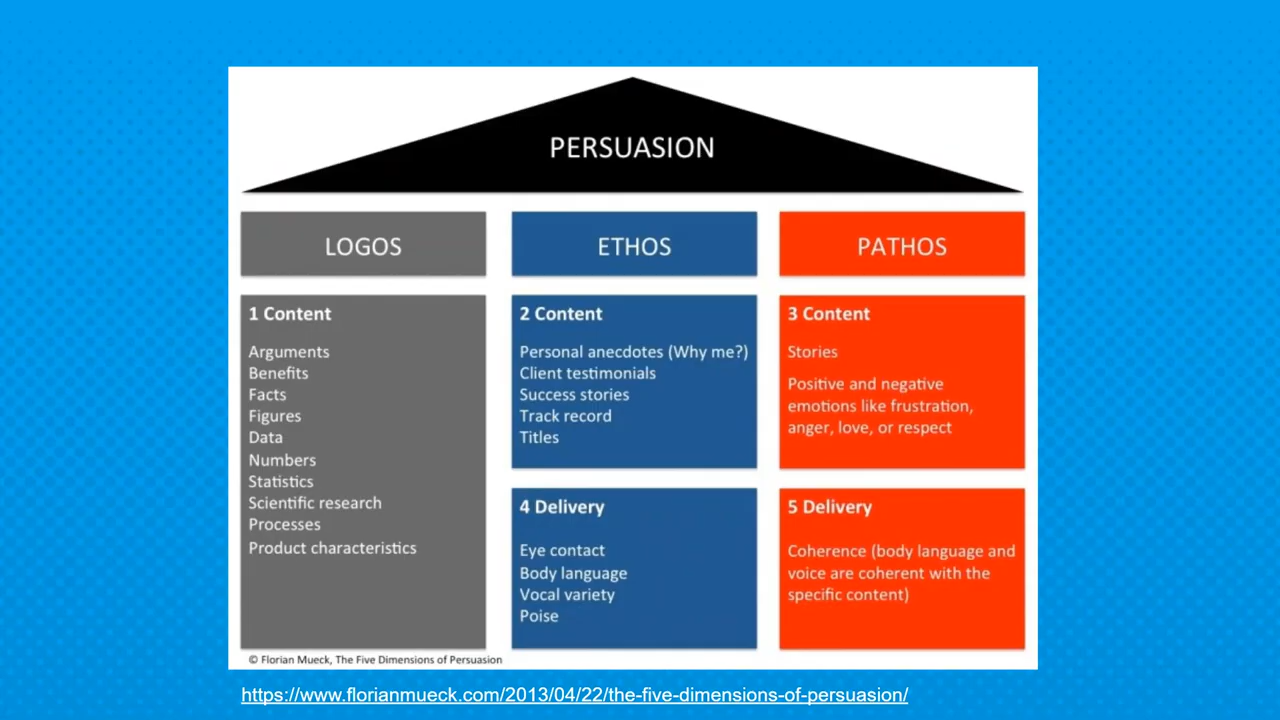 PERSUASION
LOGOS
ETHOS
PATHOS
1 Content
Arguments
Benefits
Facts
Figures
Data
Numbers
Statistics
Scientific research
Processes
Product characteristics
2 Content
Personal anecdotes (Why me?)
Client testimonials
Success stories
Track record
Titles
3 Content
Stories
Positive and negative
emotions like frustration,
anger, love, or respect
4 Delivery
Eye contact
Body language
Vocal variety
Poise
5 Delivery
Coherence (body language and
voice are coherent with the
specific content)
© Florian Mueck, The Five Dimensions of Persuasion
https://www.florianmueck.com/2013/04/22/the-five-dimensions-of-persuasion/